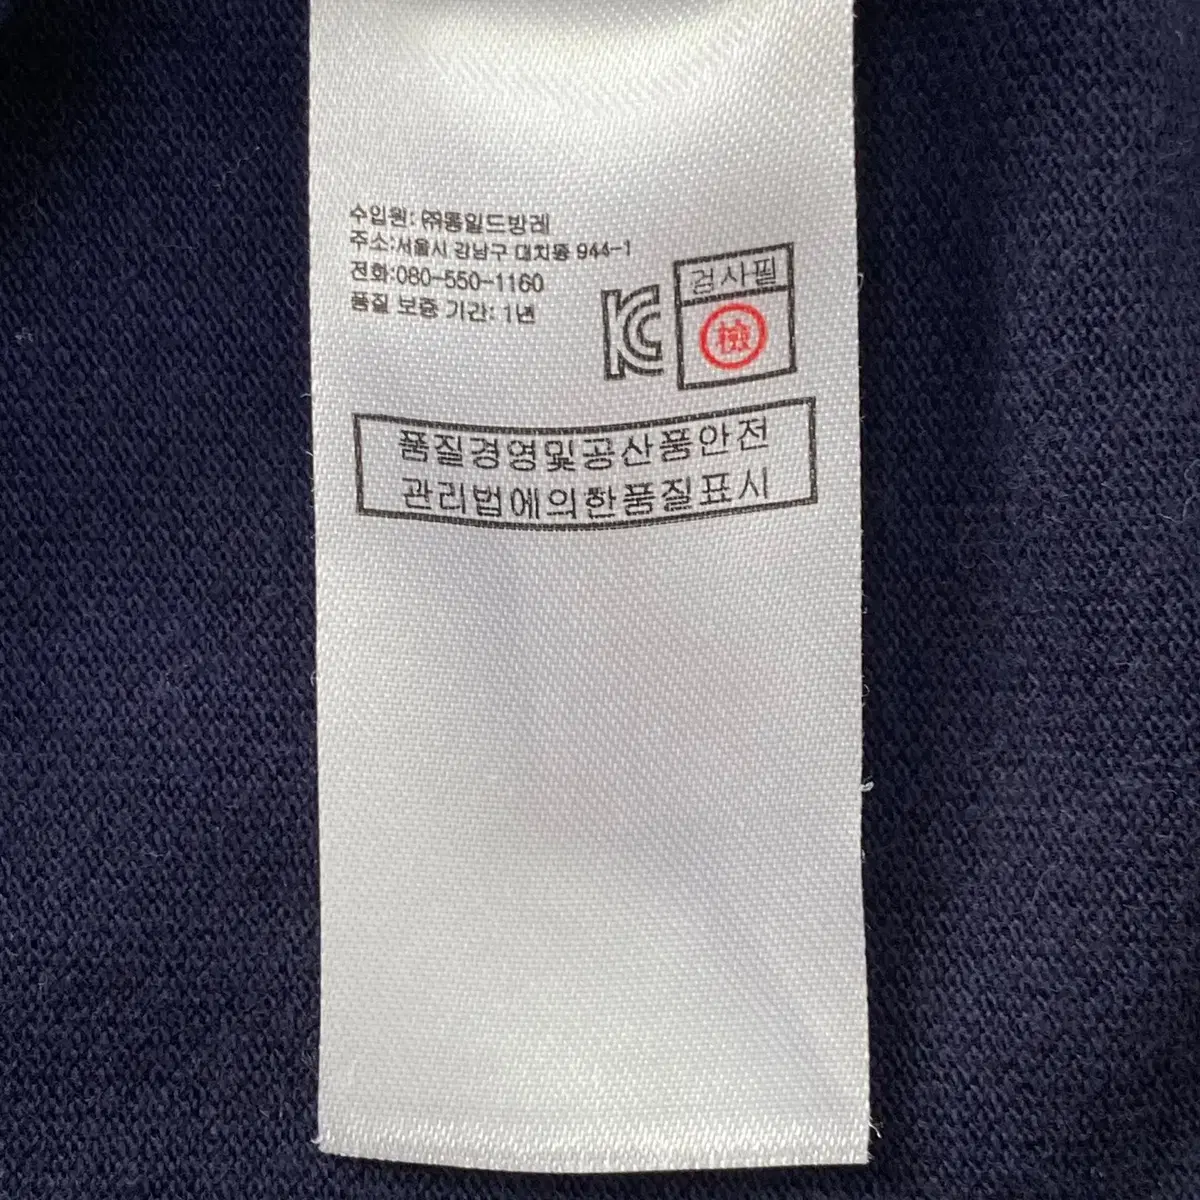 수입원: ㈜통일드방레
주소:서울시 강남구 대치동 944-1
전화:080-550-1160
품질 보증 기간: 1년
KC
검사필
檢
품질경영및공산품안전
관리법에의한품질표시